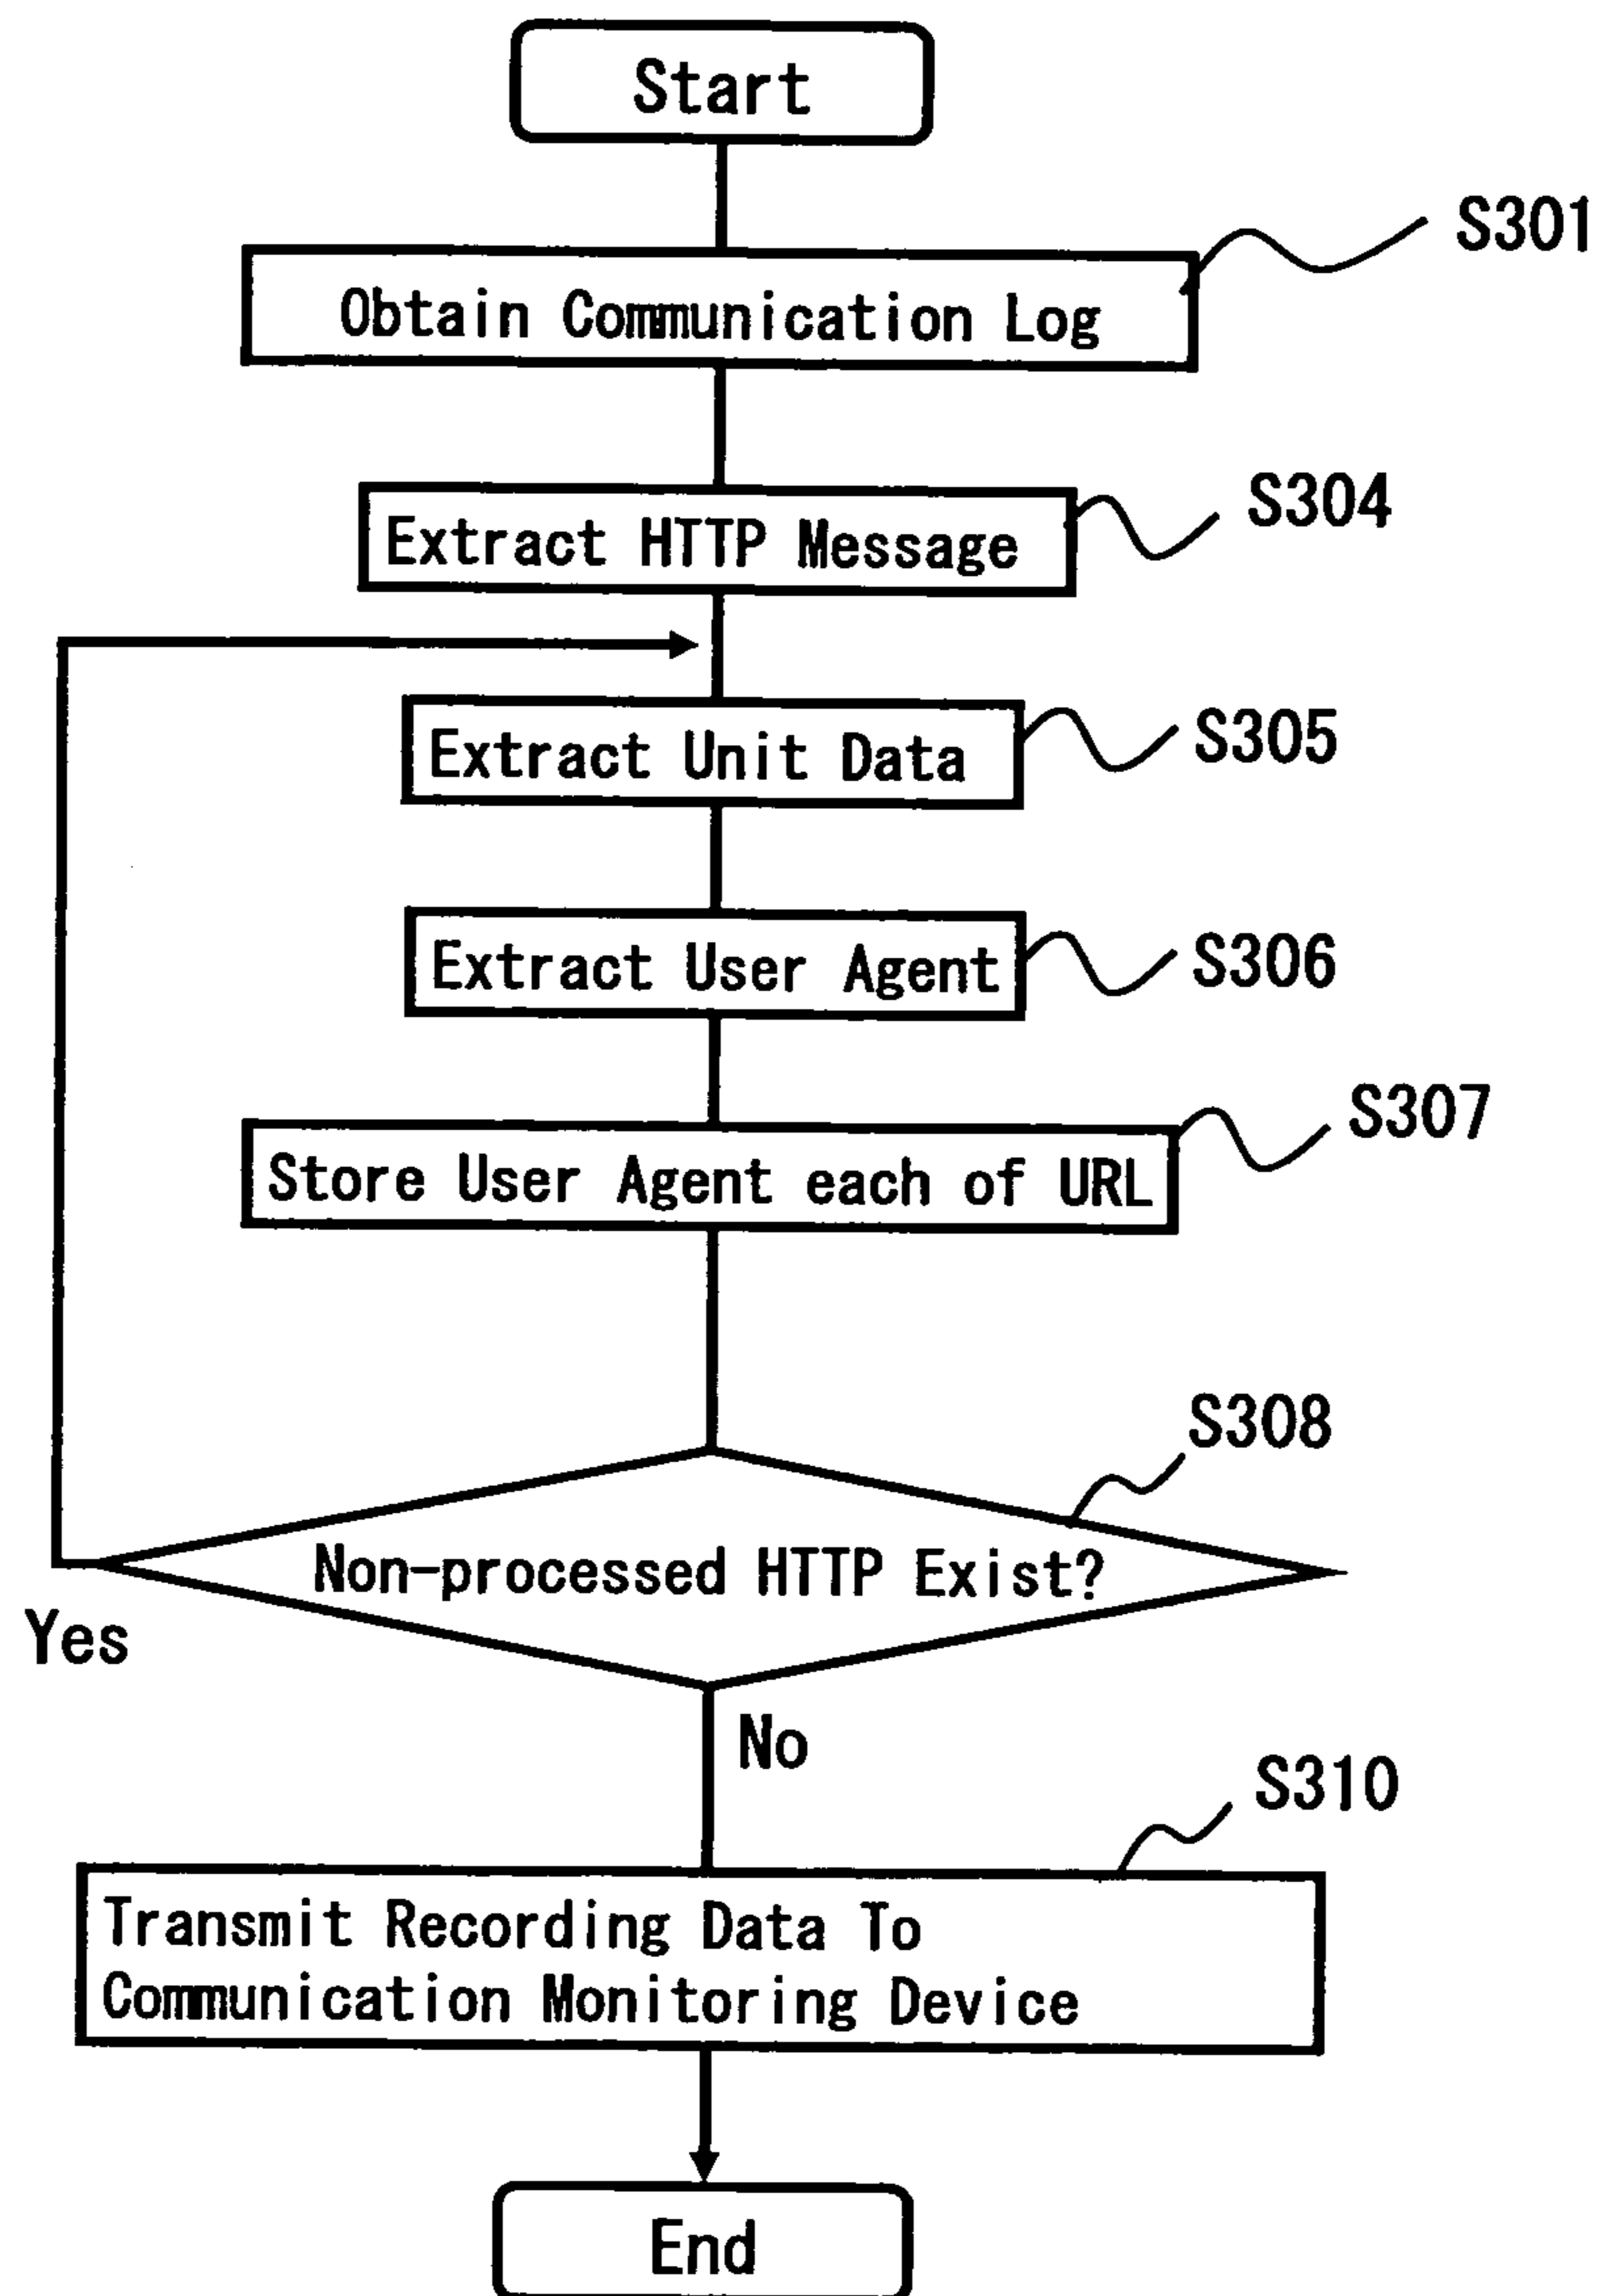 Start
S301
Obtain Communication Log
S304
Extract HTTP Message
S305
Extract Unit Data
S306
Extract User Agent
S307
Store User Agent each of URL
S308
Non-processed HTTP Exist?
Yes
No
S310
Transmit Recording Data To
Communication Monitoring Device
End